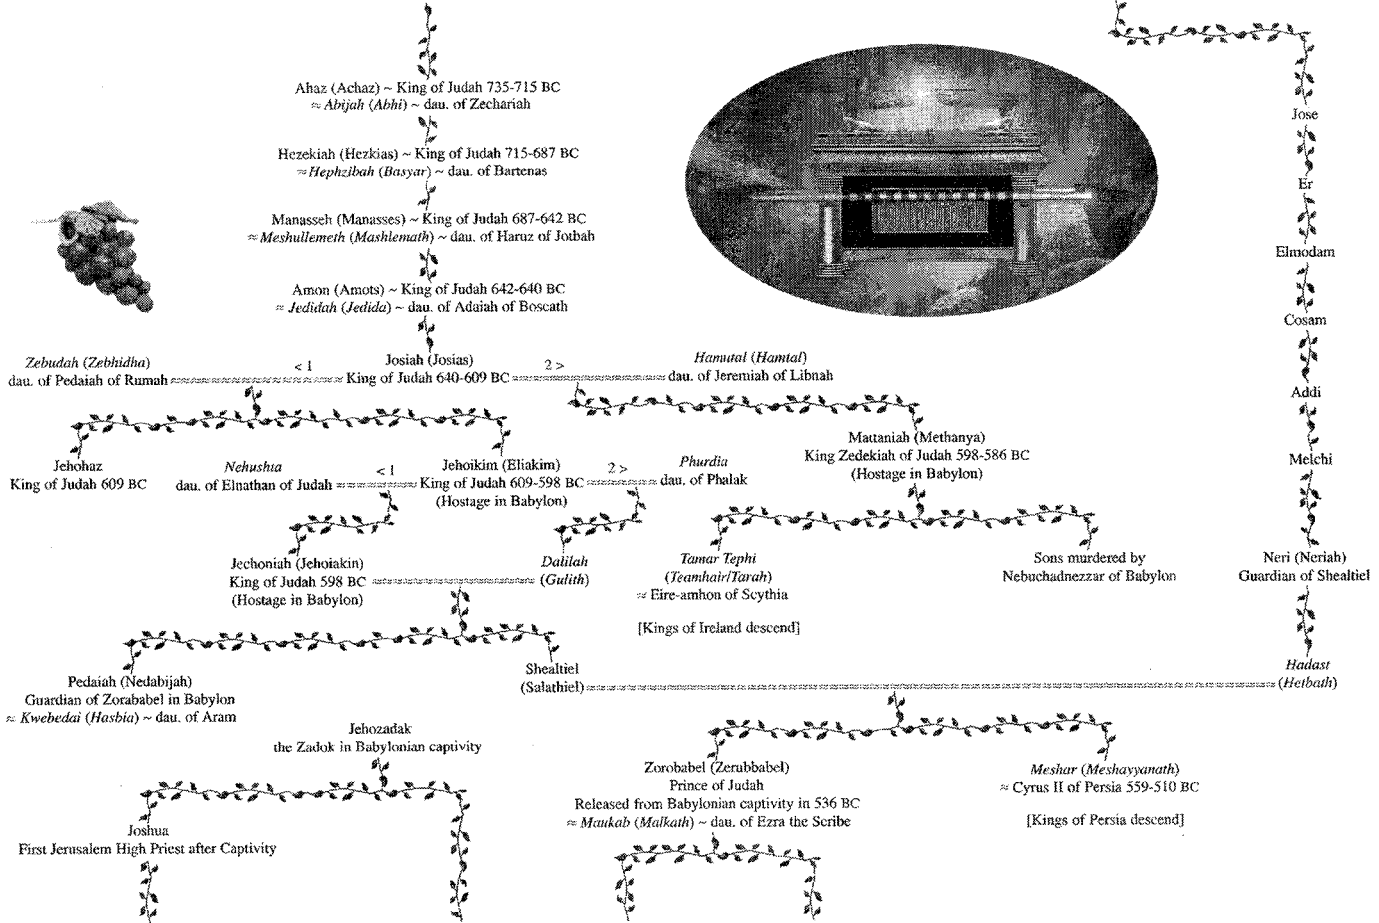 Ahaz (Achaz) ~ King of Judah 735-715 BC
≈ Abijah (Abhi) ~ dau. of Zechariah
Jose
Hezekiah (Hezkias) ~ King of Judah 715-687 BC
≈ Hephzibah (Basyar) ~ dau. of Bartenas
Er
Manasseh (Manasses) ~ King of Judah 687-642 BC
≈ Meshullemeth (Mashlemath) ~ dau. of Haruz of Jotbah
Elmodam
Amon (Amots) ~ King of Judah 642-640 BC
≈ Jedidah (Jedida) ~ dau. of Adaiah of Boscath
Cosam
Zebudah (Zebhidha)
dau. of Pedaiah of Rumah
< 1
Josiah (Josias)
King of Judah 640-609 BC
2 >
Hamutal (Hamtal)
dau. of Jeremiah of Libnah
Addi
Mattaniah (Methanya)
King Zedekiah of Judah 598-586 BC
(Hostage in Babylon)
Melchi
Jehohaz
King of Judah 609 BC
Nehushta
dau. of Elnathan of Judah
< 1
Jehoikim (Eliakim)
King of Judah 609-598 BC
(Hostage in Babylon)
2 >
Phurdia
dau. of Phalak
Jechoniah (Jehoiakin)
King of Judah 598 BC
(Hostage in Babylon)
Dalilah
(Gulith)
Tamar Tephi
(Teamhair/Tarah)
≈ Eire-amhon of Scythia
[Kings of Ireland descend]
Sons murdered by
Nebuchadnezzar of Babylon
Neri (Neriah)
Guardian of Shealtiel
Pedaiah (Nedabijah)
Guardian of Zorababel in Babylon
≈ Kwebedai (Hasbia) ~ dau. of Aram
Shealtiel
(Salathiel)
Hadast
(Hetbath)
Jehozadak
the Zadok in Babylonian captivity
Zorobabel (Zerubbabel)
Prince of Judah
Released from Babylonian captivity in 536 BC
≈ Maukab (Malkath) ~ dau. of Ezra the Scribe
Meshar (Meshayyanath)
≈ Cyrus II of Persia 559-510 BC
[Kings of Persia descend]
Joshua
First Jerusalem High Priest after Captivity